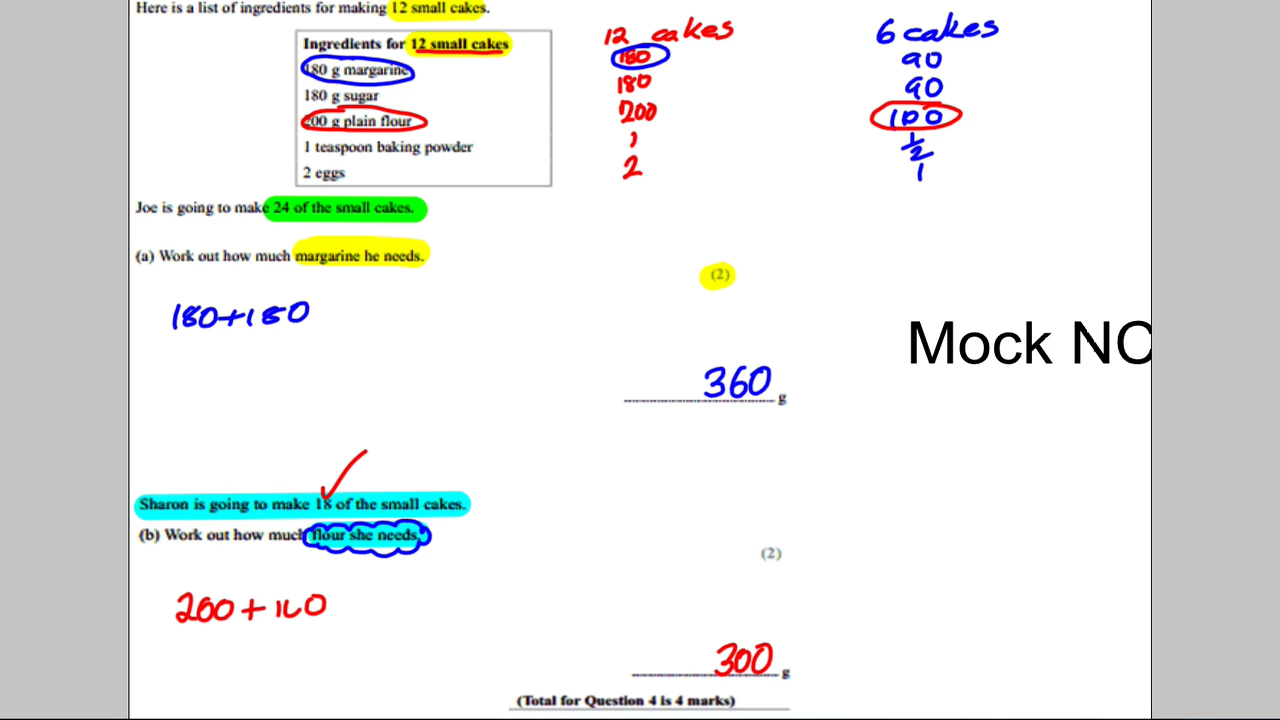 Here is a list of ingredients for making 12 small cakes.
Ingredients for 12 small cakes
180 g margarine
180 g sugar
200 g plain flour
1 teaspoon baking powder
2 eggs
12 cakes
180
180
200
1
2
6 cakes
90
90
100
1/2
1
Joe is going to make 24 of the small cakes.
(a) Work out how much margarine he needs.
(2)
180+180
Mock NC
360 g
Sharon is going to make 18 of the small cakes.
(b) Work out how much flour she needs.
(2)
200+100
300 g
(Total for Question 4 is 4 marks)